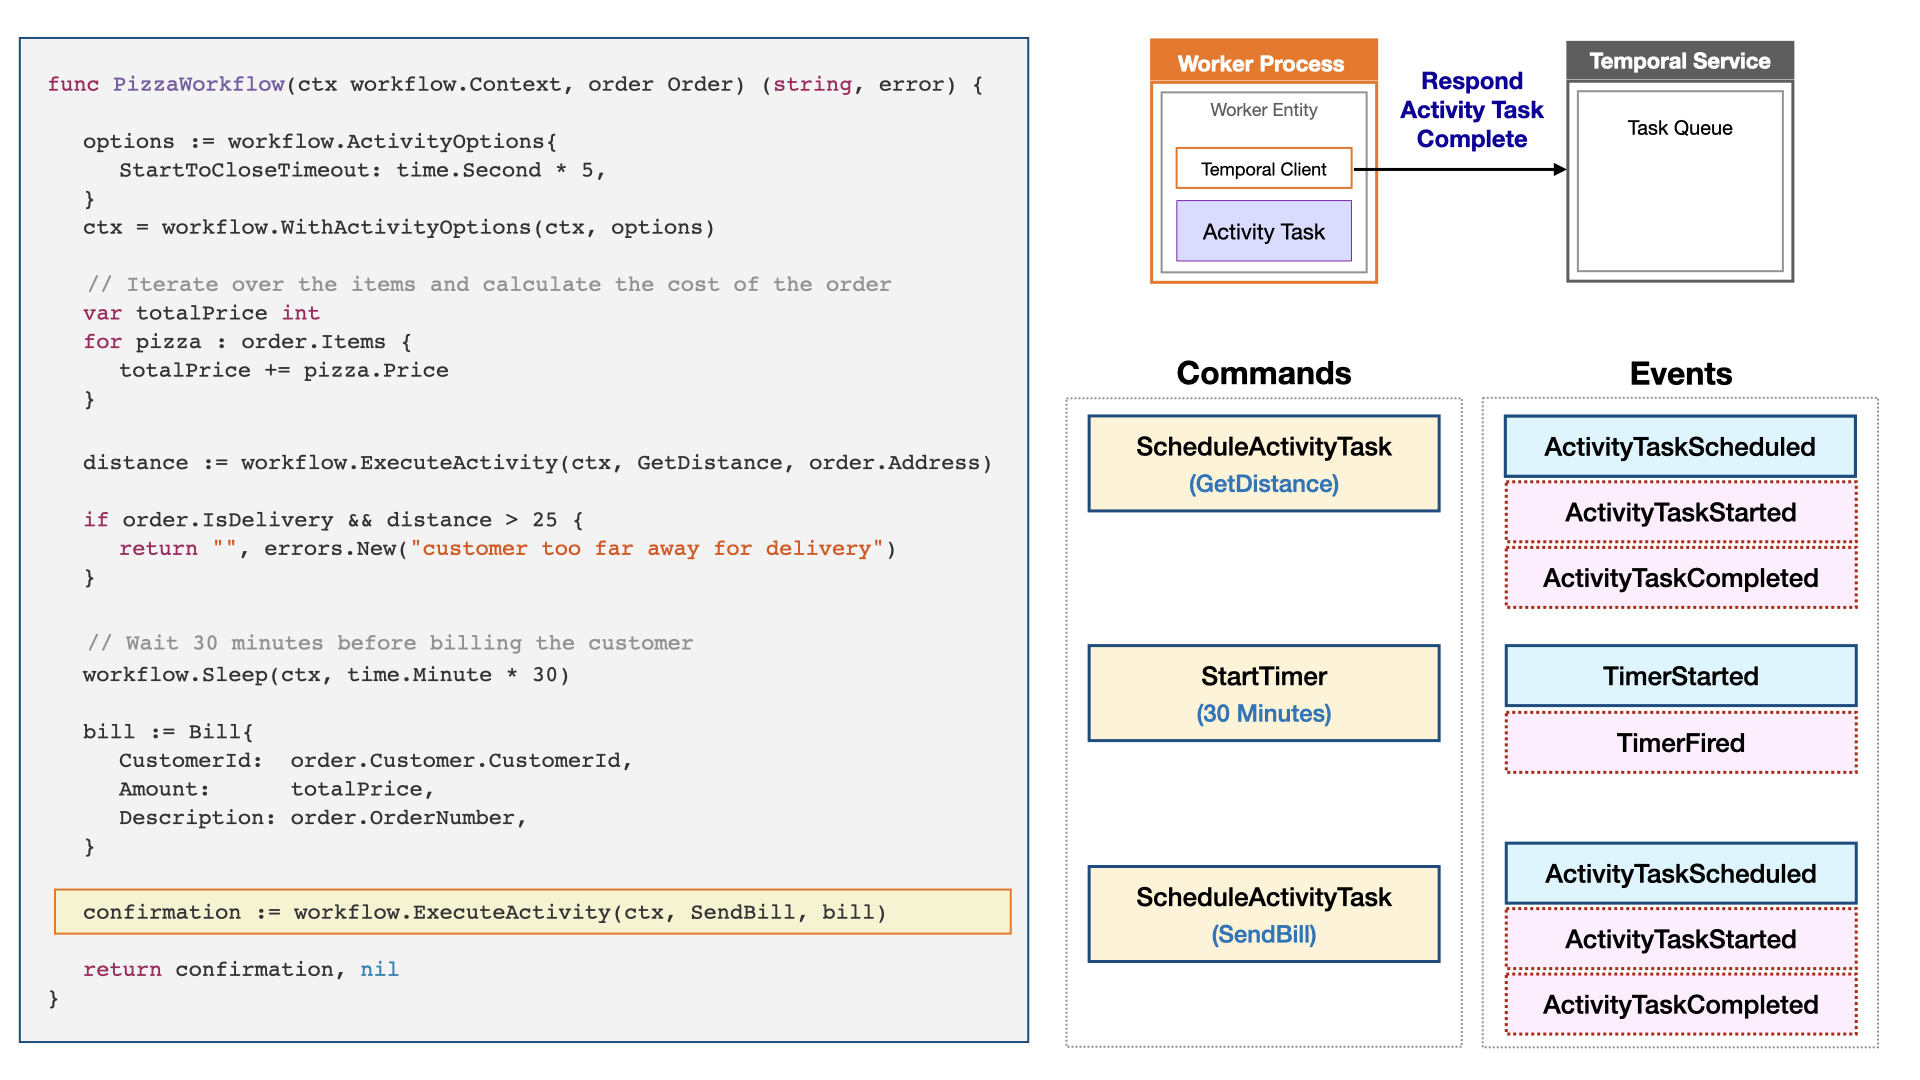 func PizzaWorkflow(ctx workflow.Context, order Order) (string, error) {
options := workflow.ActivityOptions{
StartToCloseTimeout: time.Second * 5,
}
ctx = workflow.WithActivityOptions(ctx, options)
// Iterate over the items and calculate the cost of the order
var totalPrice int
for pizza : order.Items {
totalPrice += pizza.Price
}
distance := workflow.ExecuteActivity(ctx, GetDistance, order.Address)
if order.IsDelivery && distance > 25 {
return "", errors.New("customer too far away for delivery")
}
// Wait 30 minutes before billing the customer
workflow.Sleep(ctx, time.Minute * 30)
bill := Bill{
CustomerId: order.Customer.CustomerId,
Amount: totalPrice,
Description: order.OrderNumber,
}
confirmation := workflow.ExecuteActivity(ctx, SendBill, bill)
return confirmation, nil
}
Worker Process
Worker Entity
Temporal Client
Activity Task
Respond
Activity Task
Complete
Temporal Service
Task Queue
Commands
ScheduleActivityTask
(GetDistance)
StartTimer
(30 Minutes)
ScheduleActivityTask
(SendBill)
Events
ActivityTaskScheduled
ActivityTaskStarted
ActivityTaskCompleted
TimerStarted
TimerFired
ActivityTaskScheduled
ActivityTaskStarted
ActivityTaskCompleted